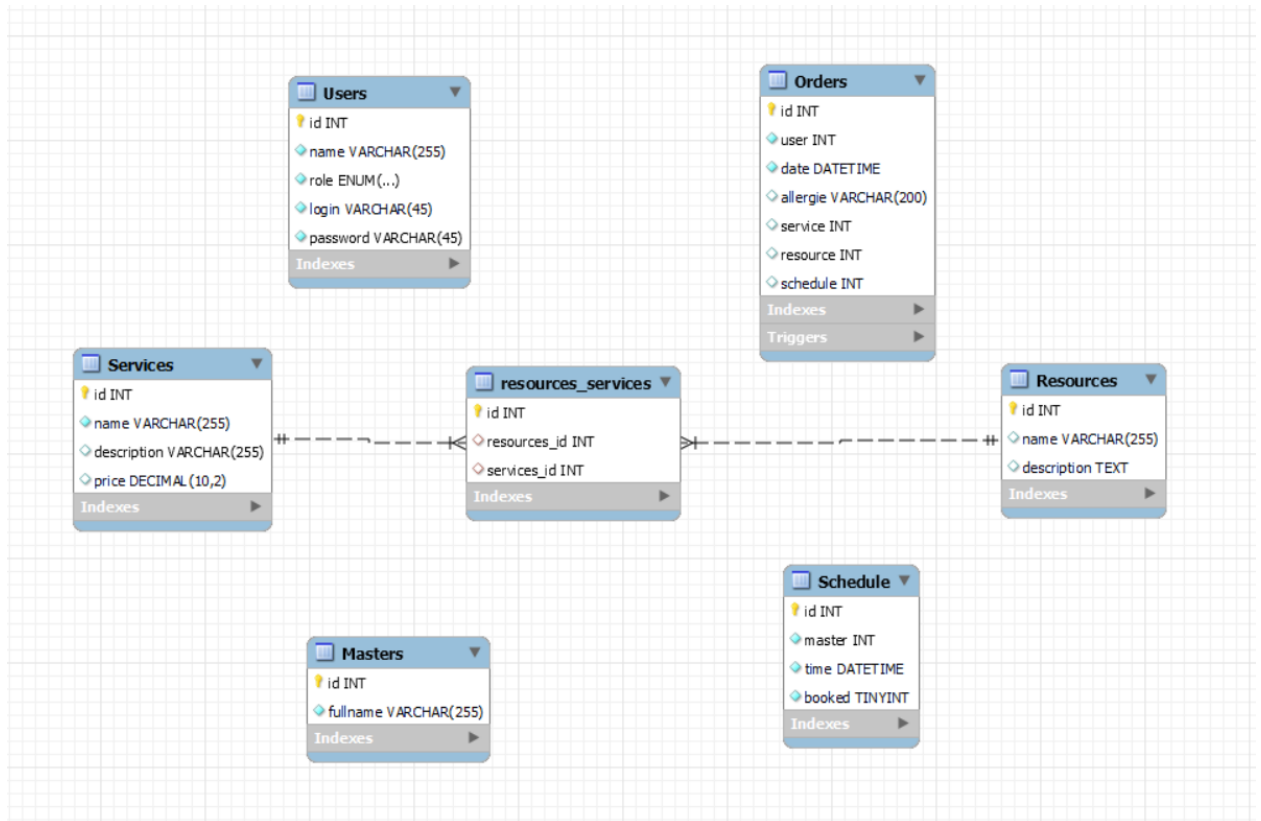 Users
id INT
name VARCHAR(255)
role ENUM(...)
login VARCHAR(45)
password VARCHAR(45)
Indexes
Orders
id INT
user INT
date DATETIME
allergie VARCHAR(200)
service INT
resource INT
schedule INT
Indexes
Triggers
Services
id INT
name VARCHAR(255)
description VARCHAR(255)
price DECIMAL(10,2)
Indexes
resources_services
id INT
resources_id INT
services_id INT
Indexes
Resources
id INT
name VARCHAR(255)
description TEXT
Indexes
Masters
id INT
fullname VARCHAR(255)
Indexes
Schedule
id INT
master INT
time DATETIME
booked TINYINT
Indexes